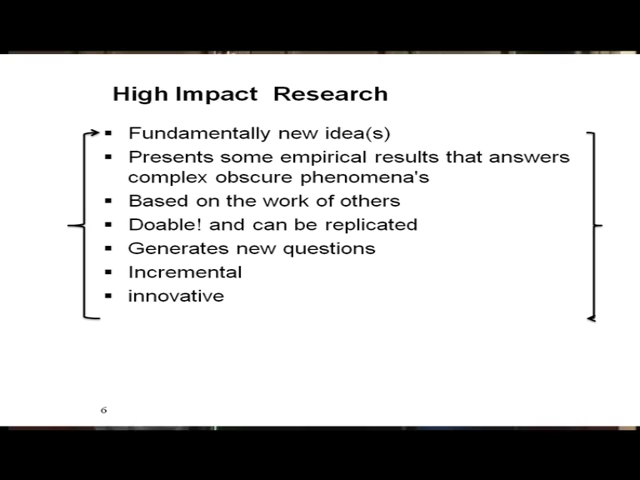 High Impact Research
Fundamentally new idea(s)
Presents some empirical results that answers
complex obscure phenomena's
Based on the work of others
Doable! and can be replicated
Generates new questions
Incremental
innovative
6